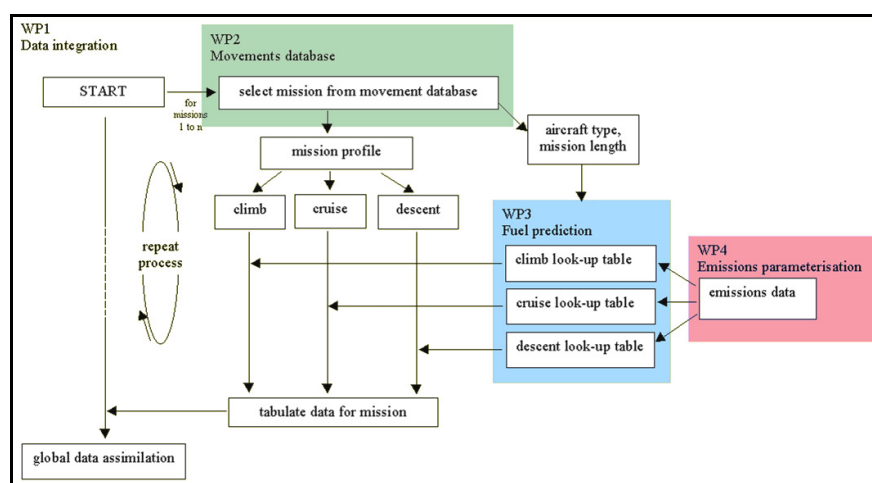 WP1
Data integration
WP2
Movements database
START
for
missions
1 to n
select mission from movement database
aircraft type,
mission length
mission profile
climb
cruise
descent
repeat
process
WP3
Fuel prediction
climb look-up table
cruise look-up table
descent look-up table
WP4
Emissions parameterisation
emissions data
tabulate data for mission
global data assimilation